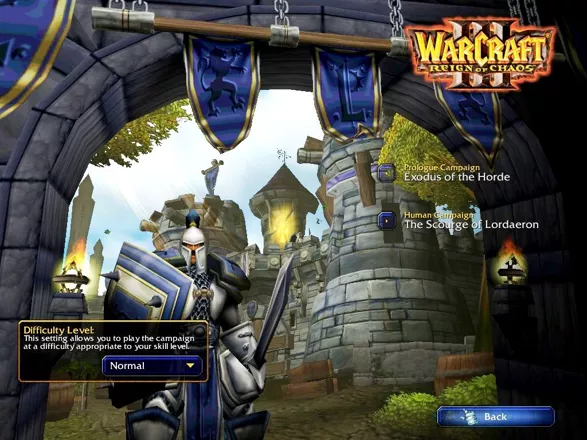 WARCRAFT
III
REIGN OF CHAOS
L
Prologue Campaign
Exodus of the Horde
Human Campaign
The Scourge of Lordaeron
Difficulty Level:
This setting allows you to play the campaign
at a difficulty appropriate to your skill level.
Normal
Back